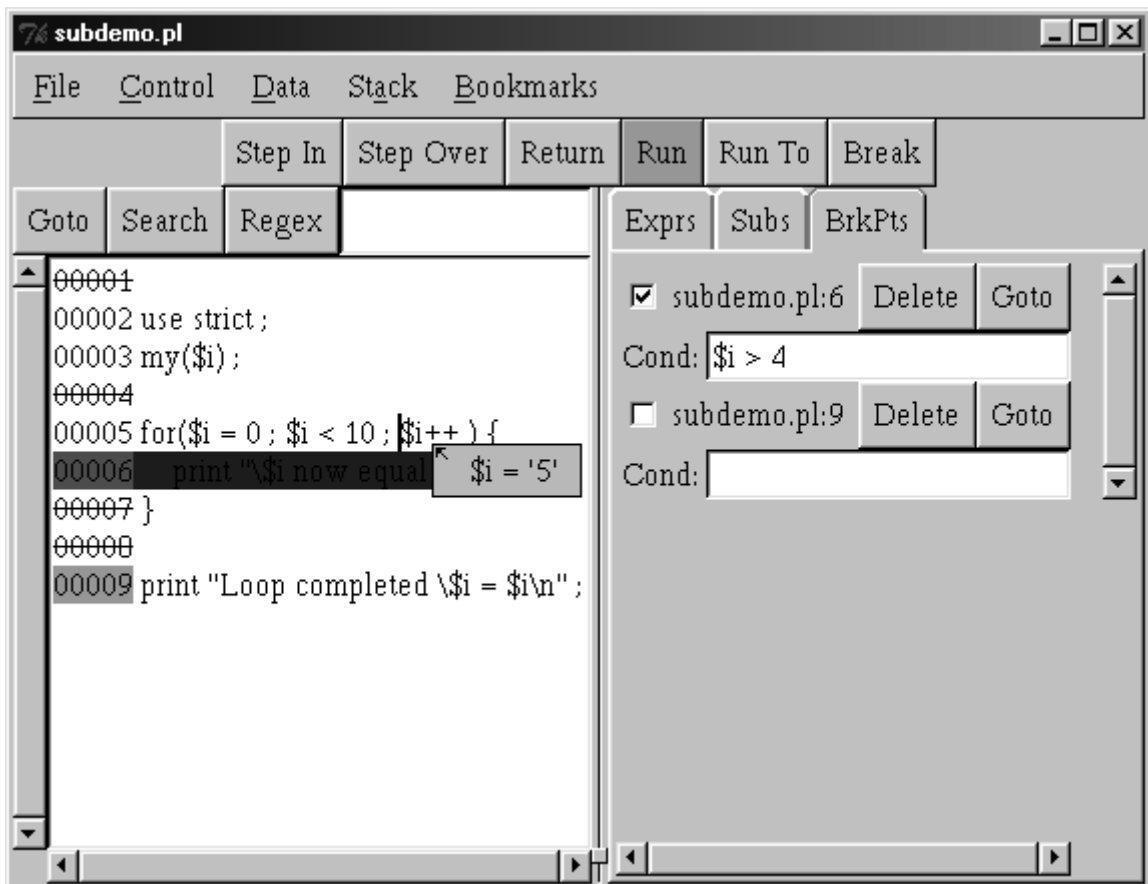 subdemo.pl
File Control Data Stack Bookmarks
Step In Step Over Return Run Run To Break
Goto Search Regex
Exprs Subs BrkPts
00001
00002 use strict ;
00003 my($i) ;
00004
00005 for($i = 0 ; $i < 10 ; $i++ ) {
00006 print "\$i now equal
$i = '5'
00007 }
00008
00009 print "Loop completed \$i = $i\n" ;
subdemo.pl:6 Delete Goto
Cond: $i > 4
subdemo.pl:9 Delete Goto
Cond: